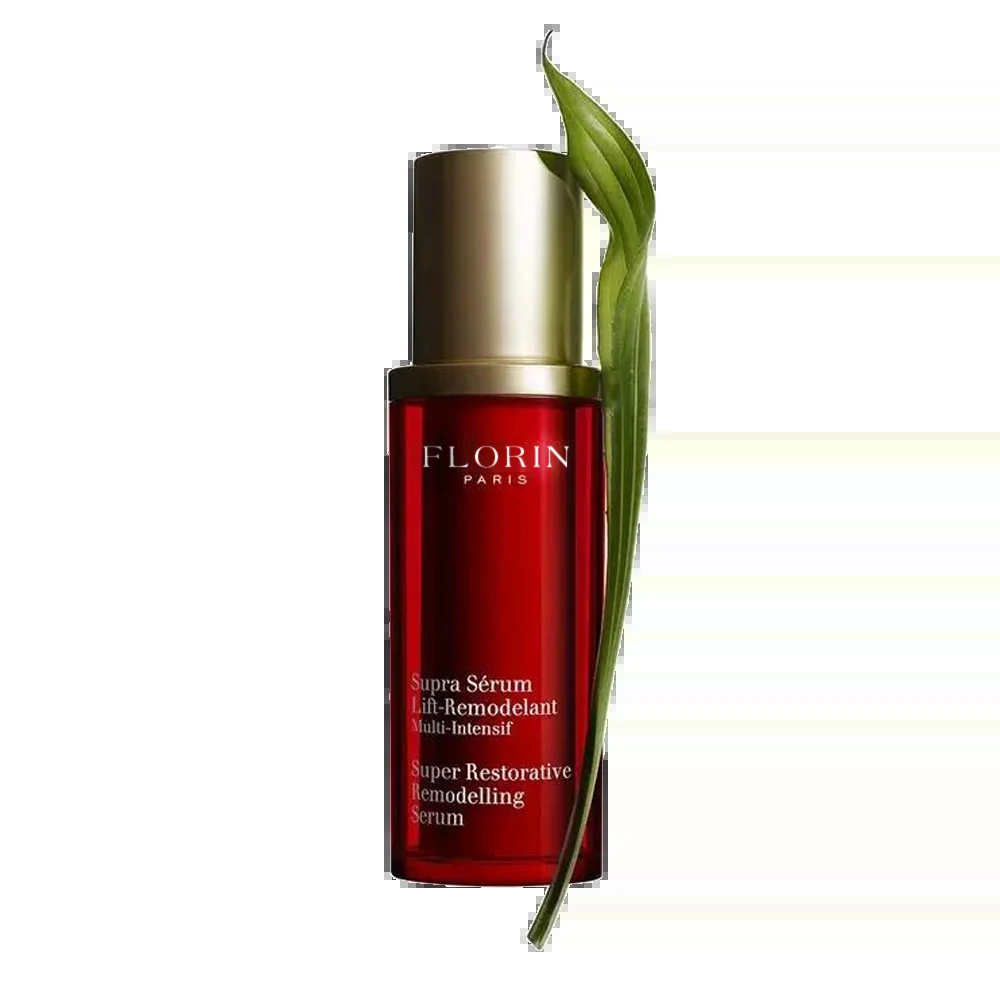 FLORIN
PARIS
Supra Sérum
Lift-Remodelant
Multi-Intensif
Super Restorative
Remodelling
Serum